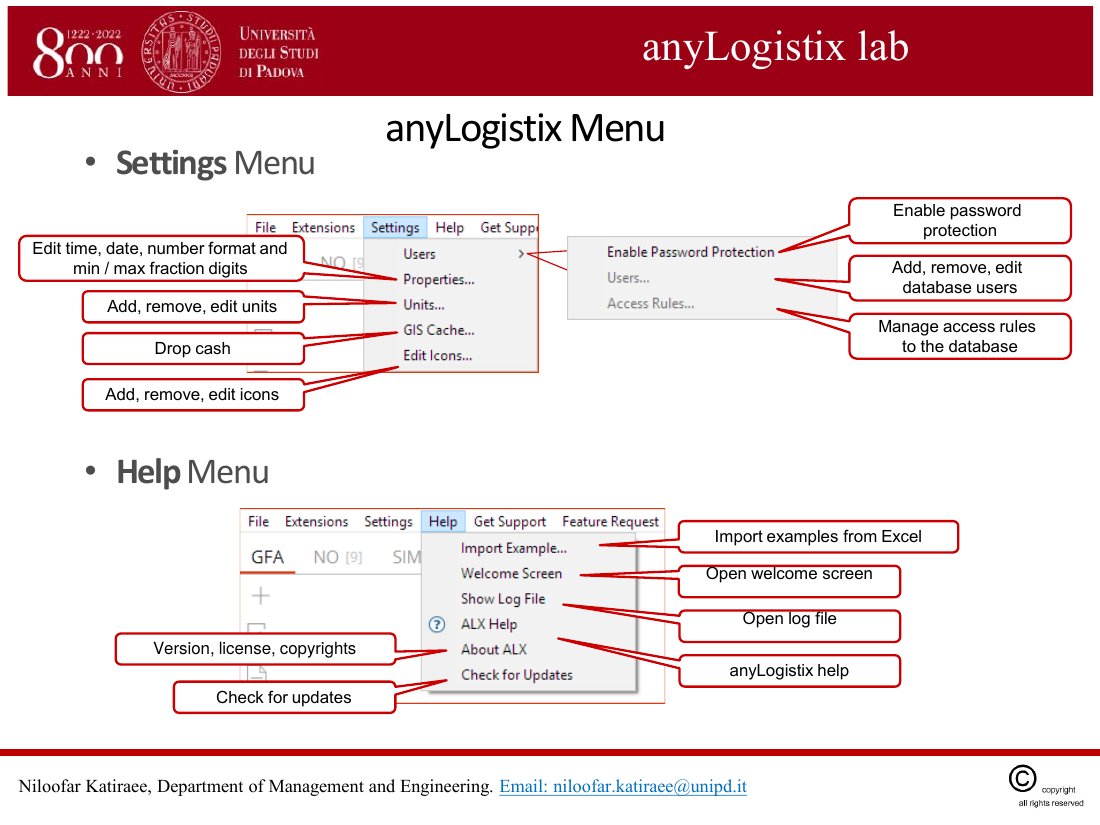 1222·2022
800
ANNI
UNIVERSITÀ
DEGLI STUDI
DI PADOVA
anyLogistix lab
anyLogistix Menu
• Settings Menu
File Extensions Settings Help Get Supp
NO [9
Users >
Properties...
Units...
GIS Cache...
Edit Icons...
Enable Password Protection
Users...
Access Rules...
Edit time, date, number format and
min / max fraction digits
Add, remove, edit units
Drop cash
Add, remove, edit icons
Enable password
protection
Add, remove, edit
database users
Manage access rules
to the database
• Help Menu
File Extensions Settings Help Get Support Feature Request
GFA NO [9] SIM
Import Example...
Welcome Screen
Show Log File
? ALX Help
About ALX
Check for Updates
Import examples from Excel
Open welcome screen
Open log file
anyLogistix help
Version, license, copyrights
Check for updates
Niloofar Katiraee, Department of Management and Engineering. Email: niloofar.katiraee@unipd.it
© copyright
all rights reserved